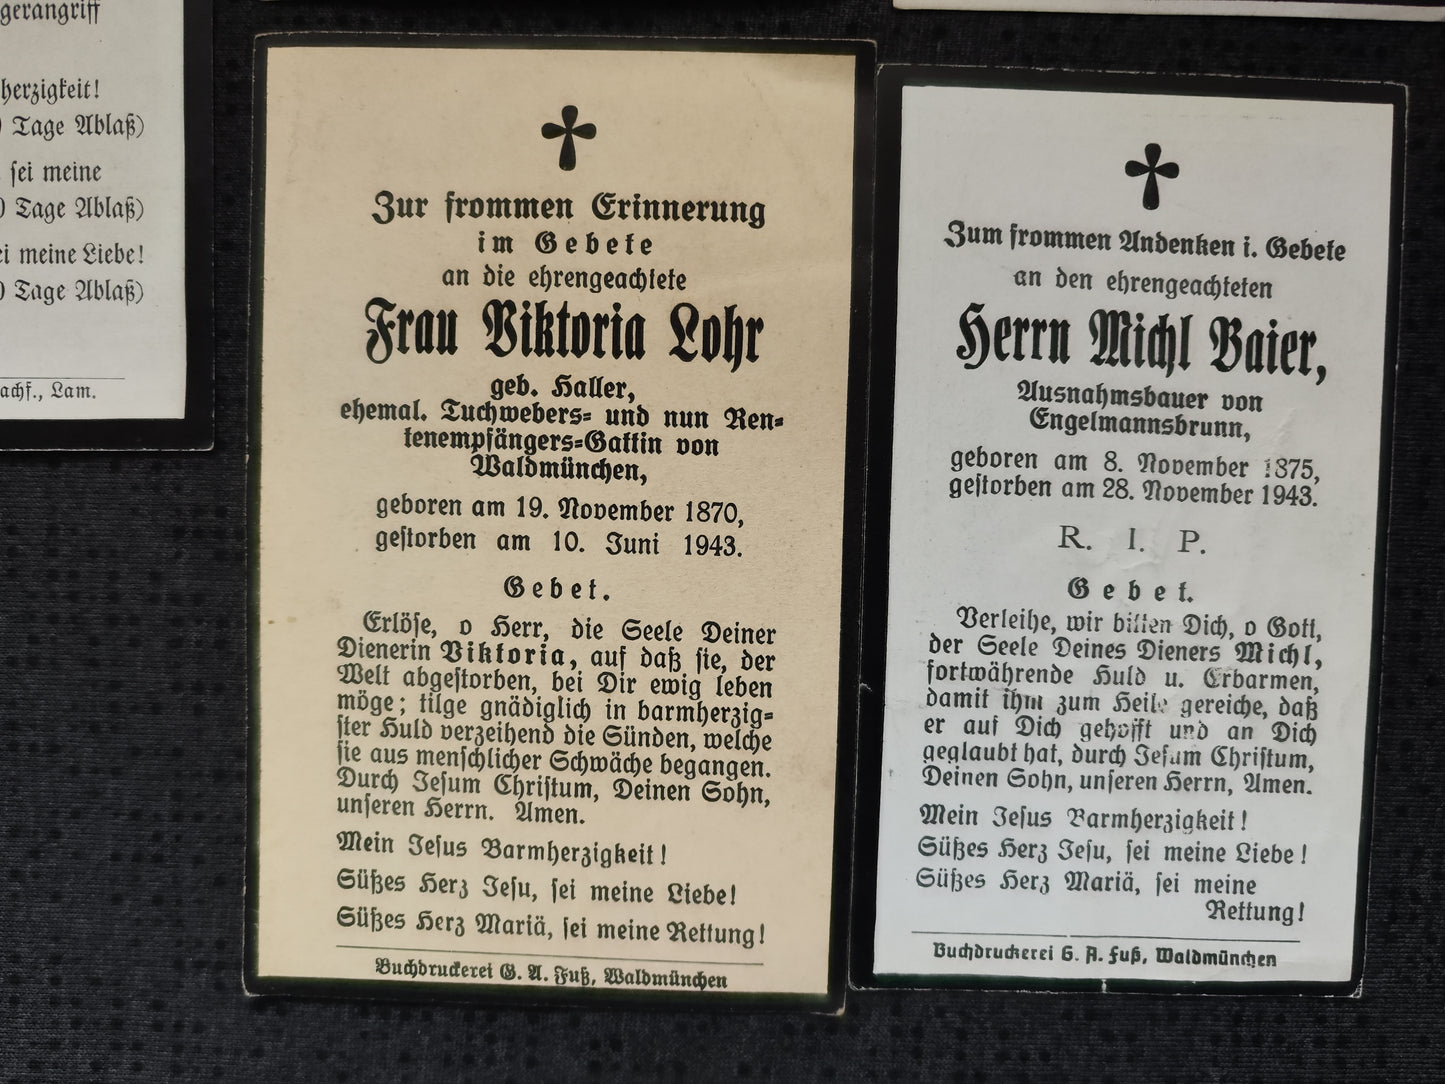 gerangriff
herzigkeit!
Tage Ablaß)
sei meine
Tage Ablaß)
meine Liebe!
Tage Ablaß)
Lam.
Zur frommen Erinnerung
im Gebete
an die ehrengeachtete
Frau Viktoria Lohr
geb. Haller,
ehemal. Tuchwebers- und nun Ren-
tenempfängers-Gattin von
Waldmünchen,
geboren am 19. November 1870,
gestorben am 10. Juni 1943.
Gebet.
Erlöse, o Herr, die Seele Deiner
Dienerin Viktoria, auf daß sie, der
Welt abgestorben, bei Dir ewig leben
möge; tilge gnädiglich in barmherzig-
ster Huld verzeihend die Sünden, welche
sie aus menschlicher Schwäche begangen.
Durch Jesum Christum, Deinen Sohn,
unseren Herrn. Amen.
Mein Jesus Barmherzigkeit!
Süßes Herz Jesu, sei meine Liebe!
Süßes Herz Mariä, sei meine Rettung!
Buchdruckerei G. A. Fuß, Waldmünchen
Zum frommen Andenken i. Gebete
an den ehrengeachteten
Herrn Michl Baier,
Ausnahmsbauer von
Engelmannsbrunn,
geboren am 8. November 1875,
gestorben am 28. November 1943.
R. I. P.
Gebet.
Verleihe, wir bitten Dich, o Gott,
der Seele Deines Dieners Michl,
fortwährende Huld u. Erbarmen,
damit ihm zum Heile gereiche, daß
er auf Dich gehofft und an Dich
geglaubt hat, durch Jesum Christum,
Deinen Sohn, unseren Herrn, Amen.
Mein Jesus Barmherzigkeit!
Süßes Herz Jesu, sei meine Liebe!
Süßes Herz Mariä, sei meine
Rettung!
Buchdruckerei G. A. Fuß, Waldmünchen